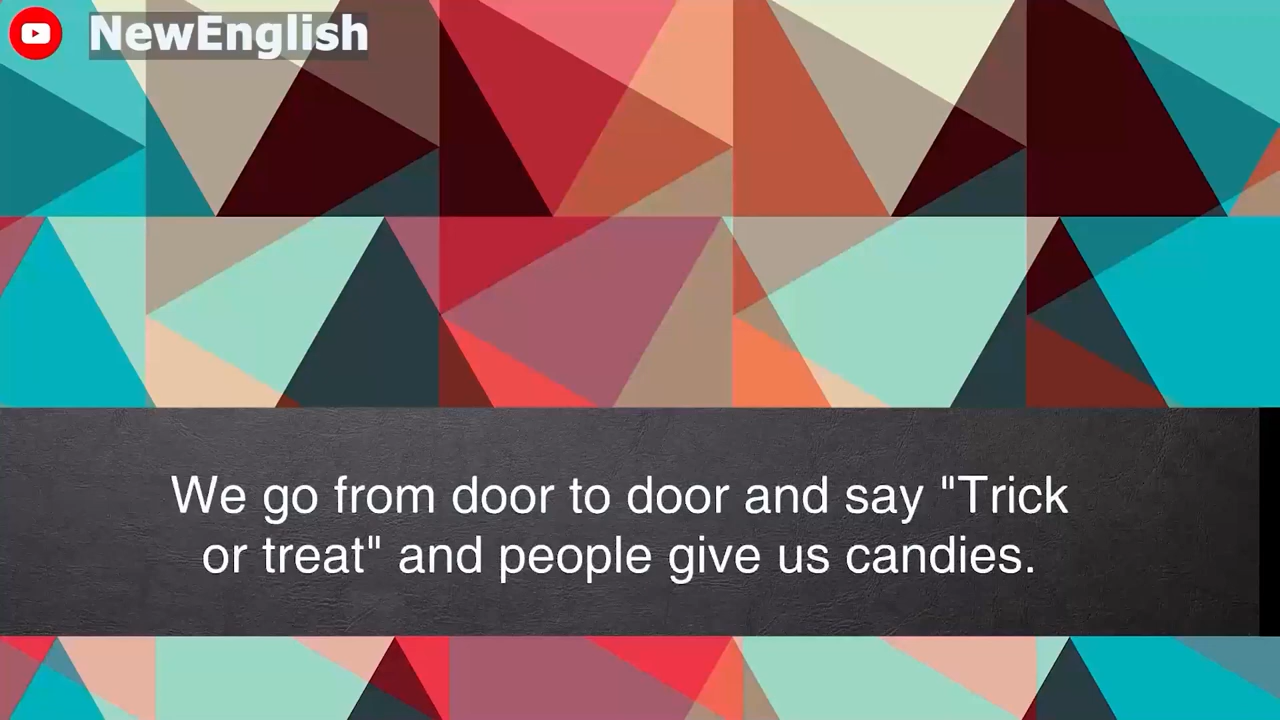 NewEnglish
We go from door to door and say "Trick
or treat" and people give us candies.